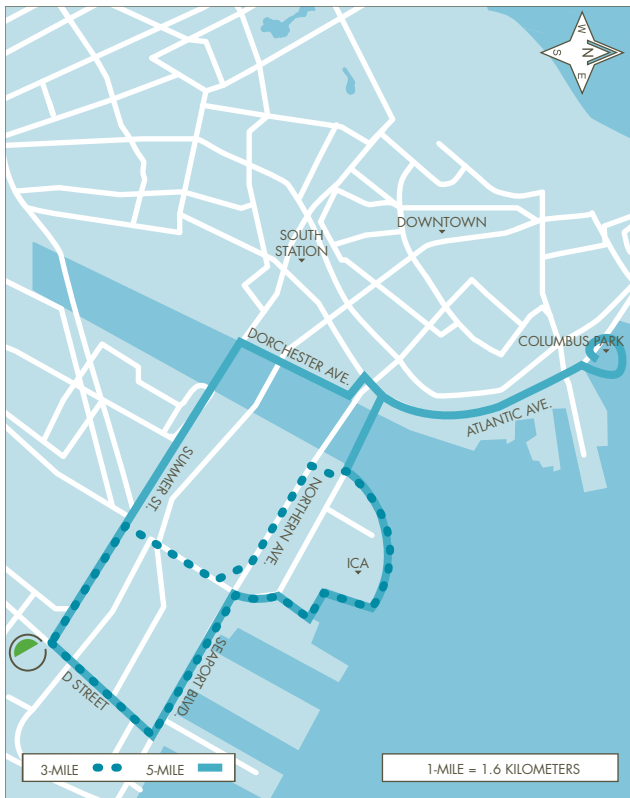 W
S
N
E
DOWNTOWN
SOUTH
STATION
DORCHESTER AVE.
COLUMBUS PARK
ATLANTIC AVE.
SUMMER ST.
NORTHERN AVE.
ICA
SEAPORT BLVD.
D STREET
3-MILE
5-MILE
1-MILE = 1.6 KILOMETERS